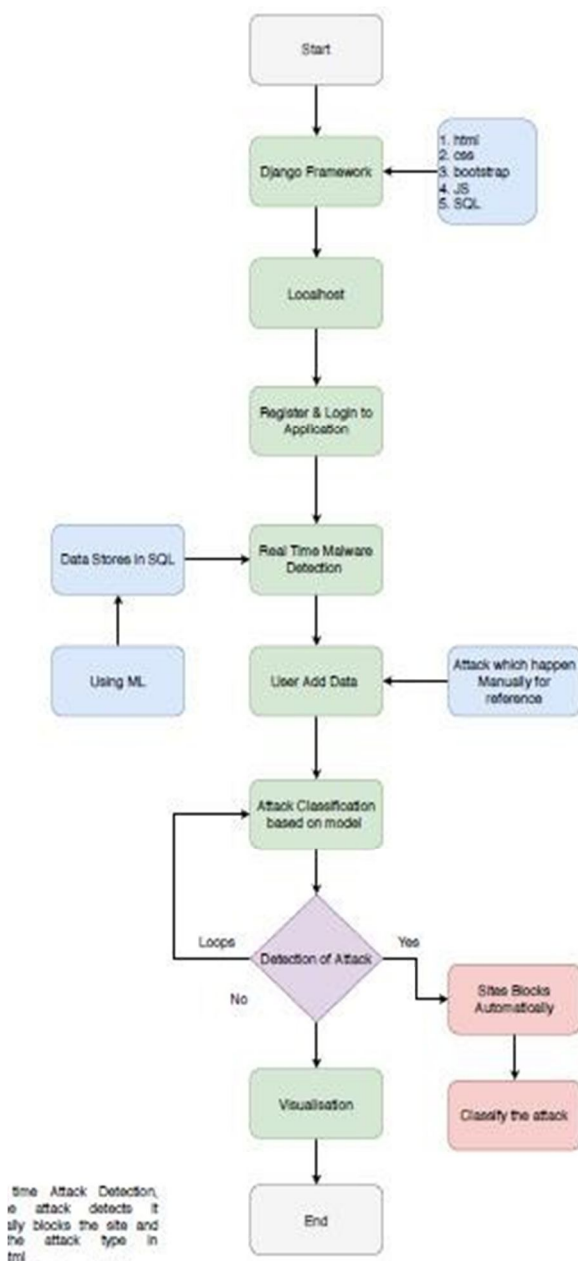 Start
Django Framework
1. html
2. css
3. bootstrap
4. JS
5. SQL
Localhost
Register & Login to
Application
Data Stores in SQL
Real Time Malware
Detection
Using ML
User Add Data
Attack which happen
Manually for
reference
Attack Classification
based on model
Loops
Detection of Attack
Yes
No
Sites Blocks
Automatically
Visualisation
Classify the attack
End
time Attack Detection,
attack detects it
blocks the site and
the attack type in